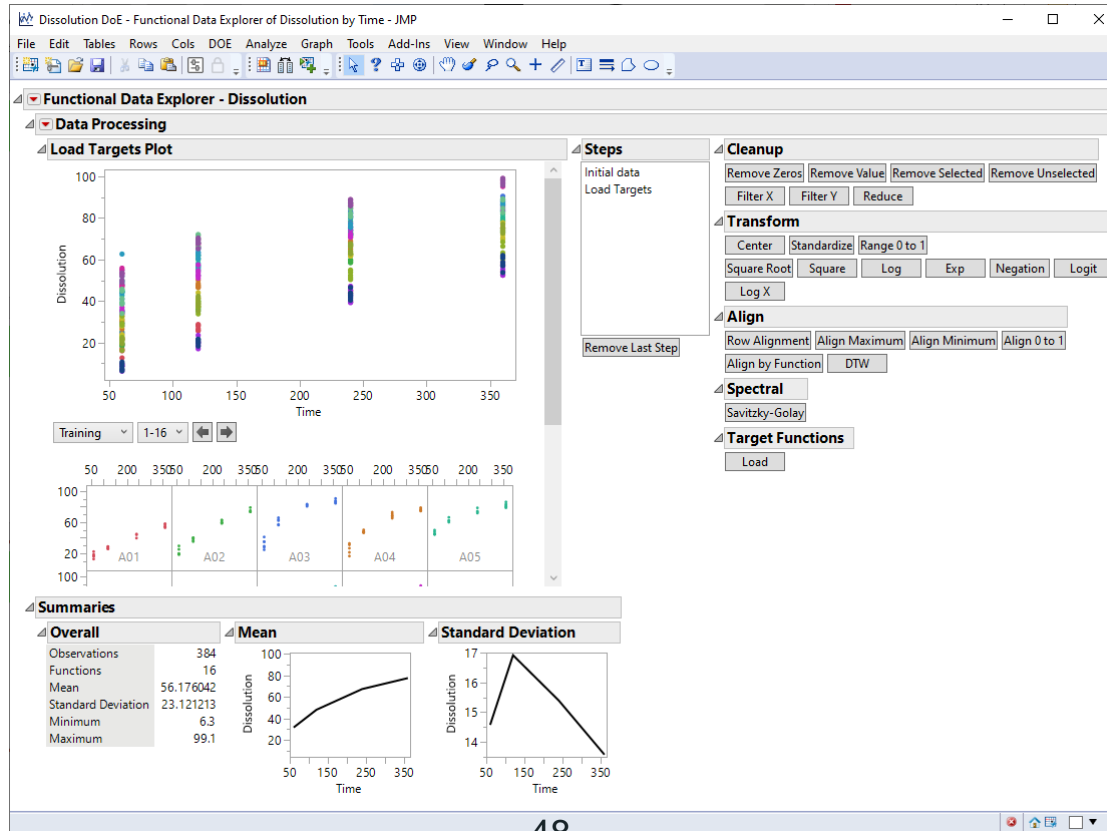 Dissolution DoE - Functional Data Explorer of Dissolution by Time - JMP
File Edit Tables Rows Cols DOE Analyze Graph Tools Add-Ins View Window Help
Functional Data Explorer - Dissolution
Data Processing
Load Targets Plot
100
80
60
40
20
Dissolution
50 100 150 200 250 300 350
Time
Training 1-16
50 200 350 50 200 350 50 200 350 50 200 350 50 200 350
100
60
20
A01 A02 A03 A04 A05
100
Steps
Initial data
Load Targets
Remove Last Step
Cleanup
Remove Zeros Remove Value Remove Selected Remove Unselected
Filter X Filter Y Reduce
Transform
Center Standardize Range 0 to 1
Square Root Square Log Exp Negation Logit
Log X
Align
Row Alignment Align Maximum Align Minimum Align 0 to 1
Align by Function DTW
Spectral
Savitzky-Golay
Target Functions
Load
Summaries
Overall
Observations 384
Functions 16
Mean 56.176042
Standard Deviation 23.121213
Minimum 6.3
Maximum 99.1
Mean
100
80
60
40
20
Dissolution
50 150 250 350
Time
Standard Deviation
17
16
15
14
Dissolution
50 150 250 350
Time